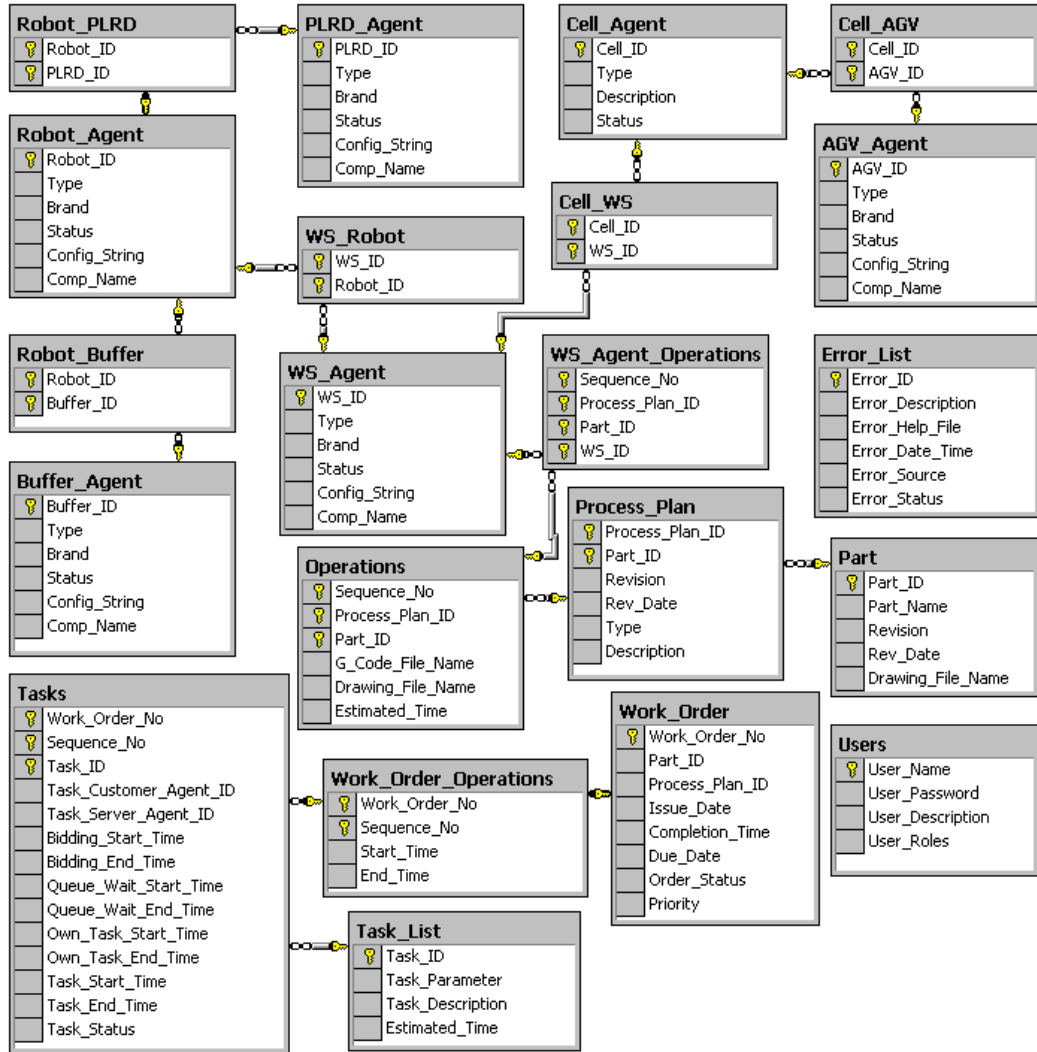 Robot_PLRD
Robot_ID
PLRD_ID
PLRD_Agent
PLRD_ID
Type
Brand
Status
Config_String
Comp_Name
Cell_Agent
Cell_ID
Type
Description
Status
Cell_AGV
Cell_ID
AGV_ID
Robot_Agent
Robot_ID
Type
Brand
Status
Config_String
Comp_Name
AGV_Agent
AGV_ID
Type
Brand
Status
Config_String
Comp_Name
WS_Robot
WS_ID
Robot_ID
Cell_WS
Cell_ID
WS_ID
Robot_Buffer
Robot_ID
Buffer_ID
WS_Agent
WS_ID
Type
Brand
Status
Config_String
Comp_Name
WS_Agent_Operations
Sequence_No
Process_Plan_ID
Part_ID
WS_ID
Error_List
Error_ID
Error_Description
Error_Help_File
Error_Date_Time
Error_Source
Error_Status
Buffer_Agent
Buffer_ID
Type
Brand
Status
Config_String
Comp_Name
Operations
Sequence_No
Process_Plan_ID
Part_ID
G_Code_File_Name
Drawing_File_Name
Estimated_Time
Process_Plan
Process_Plan_ID
Part_ID
Revision
Rev_Date
Type
Description
Part
Part_ID
Part_Name
Revision
Rev_Date
Drawing_File_Name
Tasks
Work_Order_No
Sequence_No
Task_ID
Task_Customer_Agent_ID
Task_Server_Agent_ID
Bidding_Start_Time
Bidding_End_Time
Queue_Wait_Start_Time
Queue_Wait_End_Time
Own_Task_Start_Time
Own_Task_End_Time
Task_Start_Time
Task_End_Time
Task_Status
Work_Order_Operations
Work_Order_No
Sequence_No
Start_Time
End_Time
Work_Order
Work_Order_No
Part_ID
Process_Plan_ID
Issue_Date
Completion_Time
Due_Date
Order_Status
Priority
Users
User_Name
User_Password
User_Description
User_Roles
Task_List
Task_ID
Task_Parameter
Task_Description
Estimated_Time